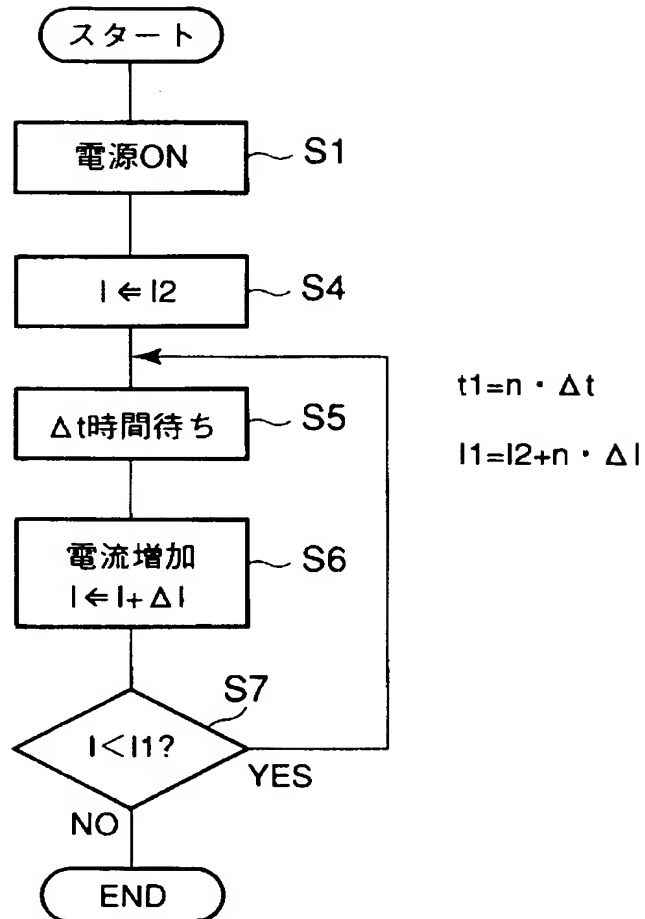 スタート
電源ON
S1
I⇐I2
S4
Δt時間待ち
S5
t1=n・Δt
I1=I2+n・ΔI
電流増加
I⇐I+ΔI
S6
S7
I<I1?
YES
NO
END